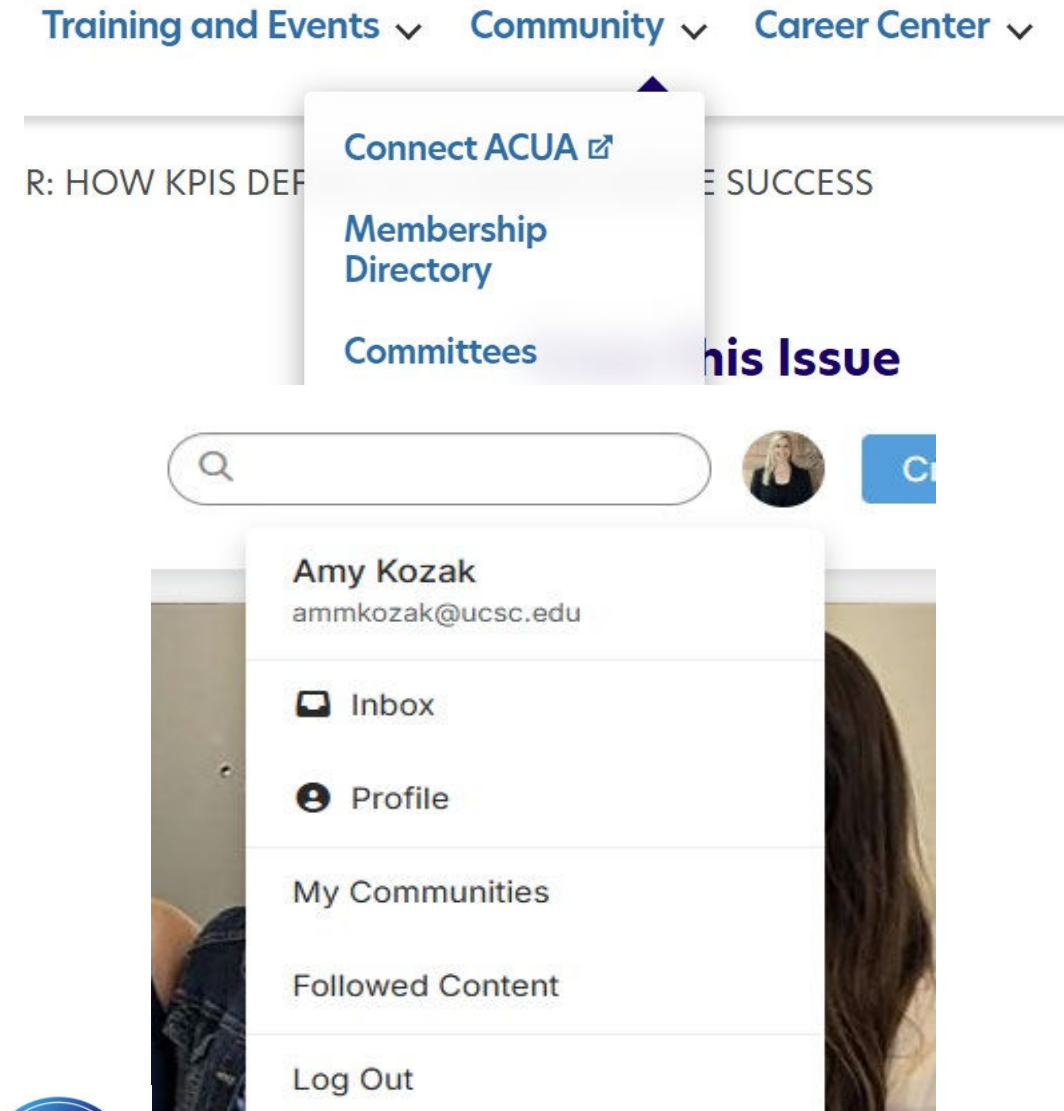 Training and Events Community Career Center
Connect ACUA
R: HOW KPIS DEF E SUCCESS
Membership
Directory
Committees
his Issue
Cr
Amy Kozak
ammkozak@ucsc.edu
Inbox
Profile
My Communities
Followed Content
Log Out